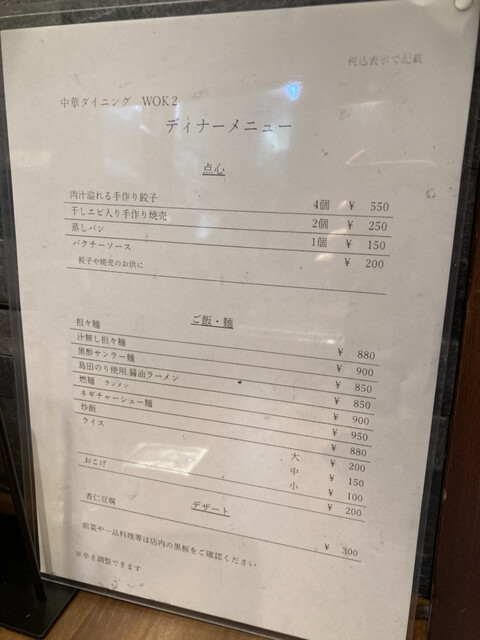 税込表示で記載
中華ダイニング WOK2
ディナーメニュー
点心
肉汁溢れる手作り餃子 4個 ¥ 550
干しエビ入り手作り焼売 2個 ¥ 250
蒸しパン 1個 ¥ 150
パクチーソース ¥ 200
餃子や焼売のお供に
ご飯・麺
担々麺 ¥ 880
汁無し担々麺 ¥ 900
黒酢サンラー麺 ¥ 850
島田のり使用醤油ラーメン ¥ 850
燃麺 ランメン ¥ 900
ネギチャーシュー麺 ¥ 950
炒飯 ¥ 880
ライス 大 ¥ 200
中 ¥ 150
小 ¥ 100
おこげ ¥ 200
デザート
杏仁豆腐 ¥ 300
前菜や一品料理等は店内の黒板をご確認ください
※辛さ調整できます